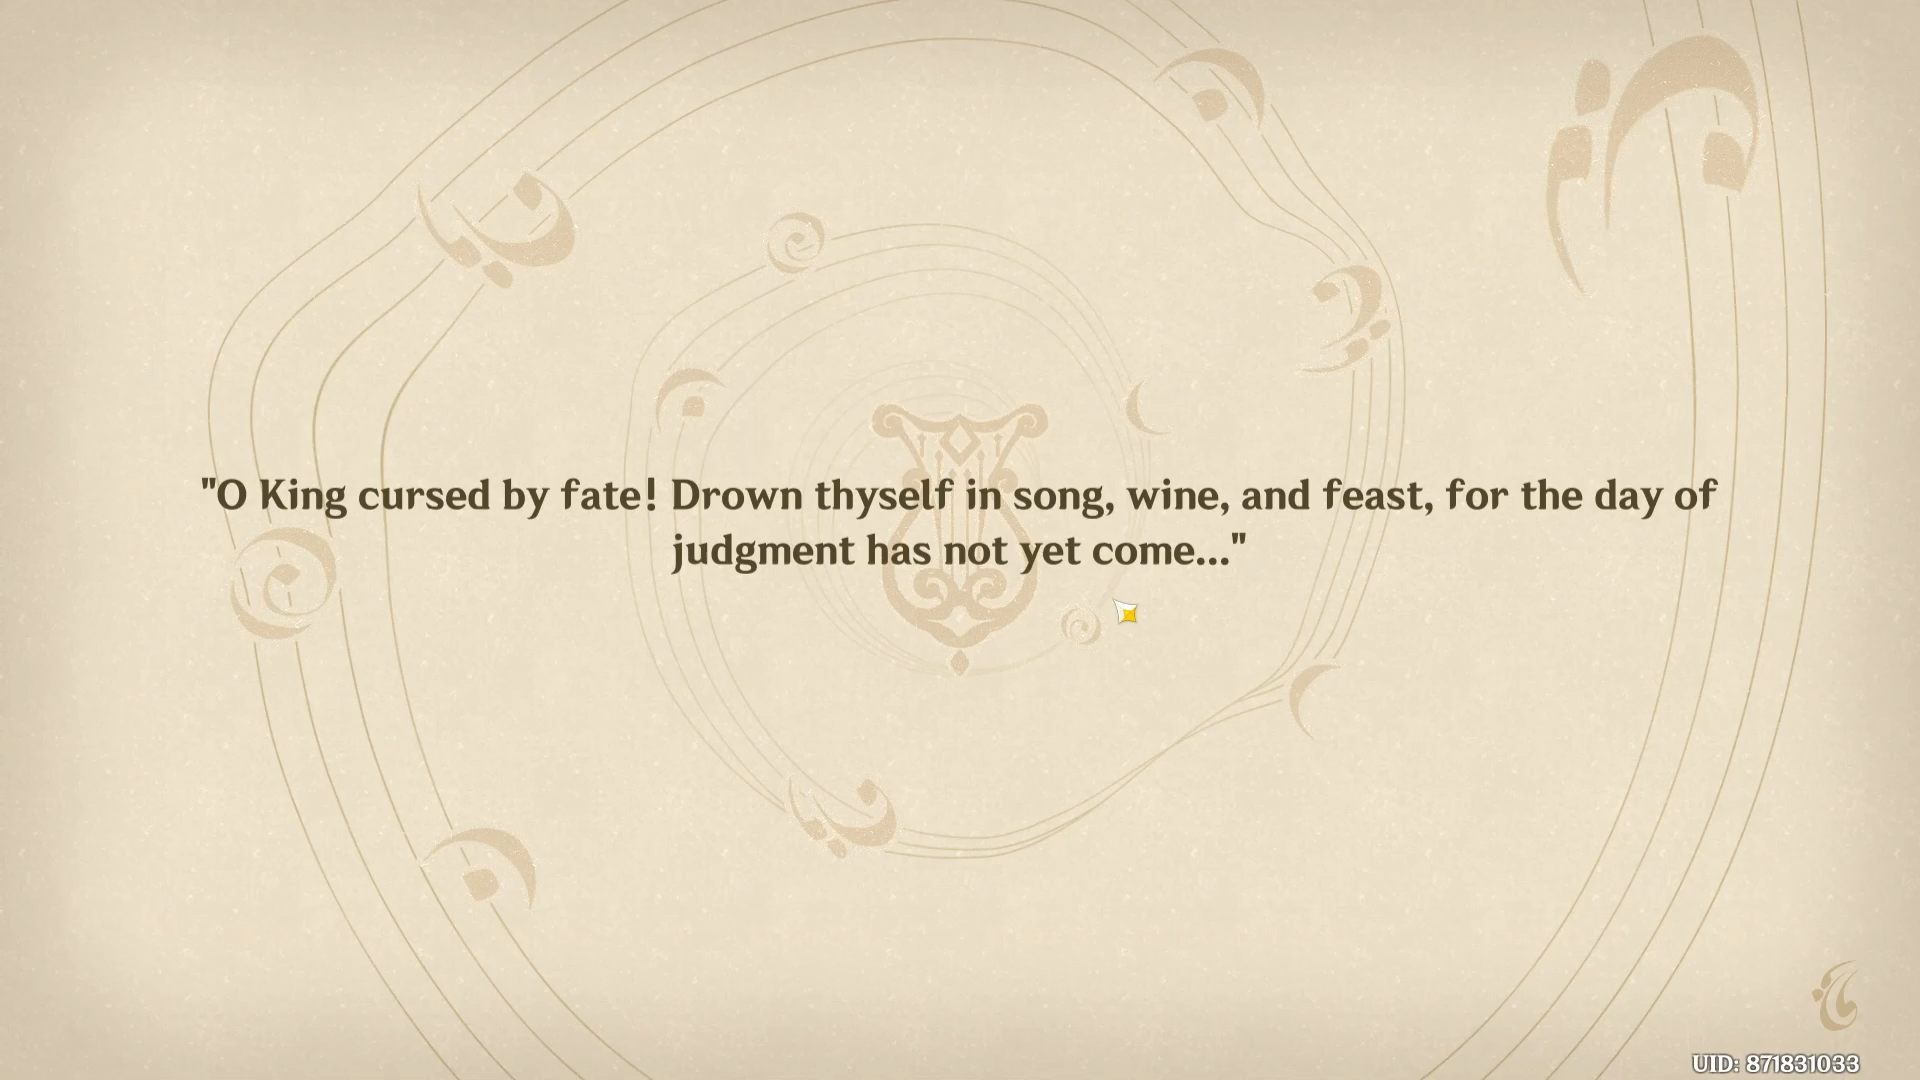 "O King cursed by fate! Drown thyself in song, wine, and feast, for the day of
judgment has not yet come..."
UID: 871831033